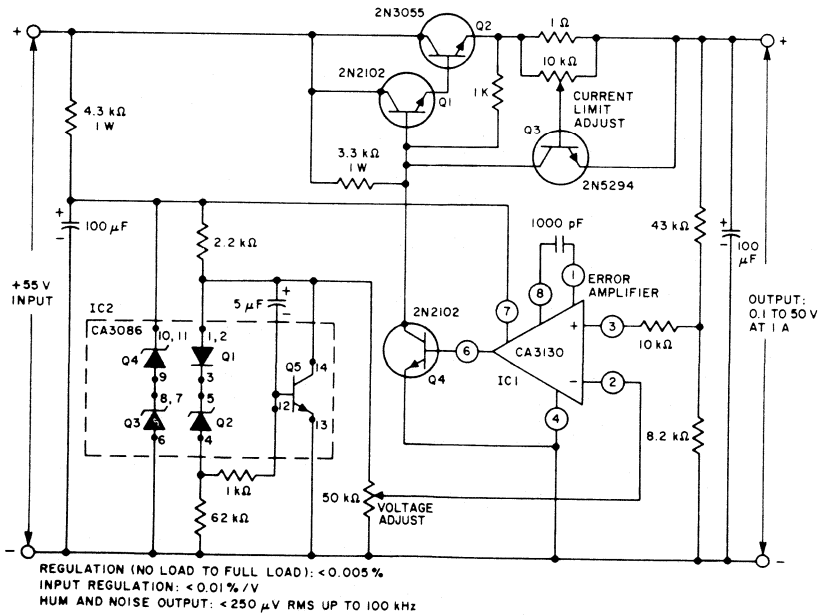 2N3055
Q2
1 Ω
+
+
2N2102
10 kΩ
Q1
1 K
CURRENT
LIMIT
ADJUST
4.3 kΩ
1 W
Q3
3.3 kΩ
1 W
2N5294
+
-
100 μF
1000 pF
43 kΩ
+
-
100
μF
2.2 kΩ
+55 V
INPUT
5 μF
+
-
8
1
ERROR
AMPLIFIER
OUTPUT:
0.1 TO 50 V
AT 1 A
IC2
CA3086
2N2102
7
+
3
10 kΩ
10, 11
1, 2
Q4
Q1
Q5
14
6
CA3130
IC1
Q4
9
3
-
2
8, 7
5
12
4
Q3
Q2
13
6
4
8.2 kΩ
1 kΩ
50 kΩ
VOLTAGE
ADJUST
62 kΩ
-
-
REGULATION (NO LOAD TO FULL LOAD): <0.005 %
INPUT REGULATION: <0.01 % /V
HUM AND NOISE OUTPUT: <250 μV RMS UP TO 100 kHz